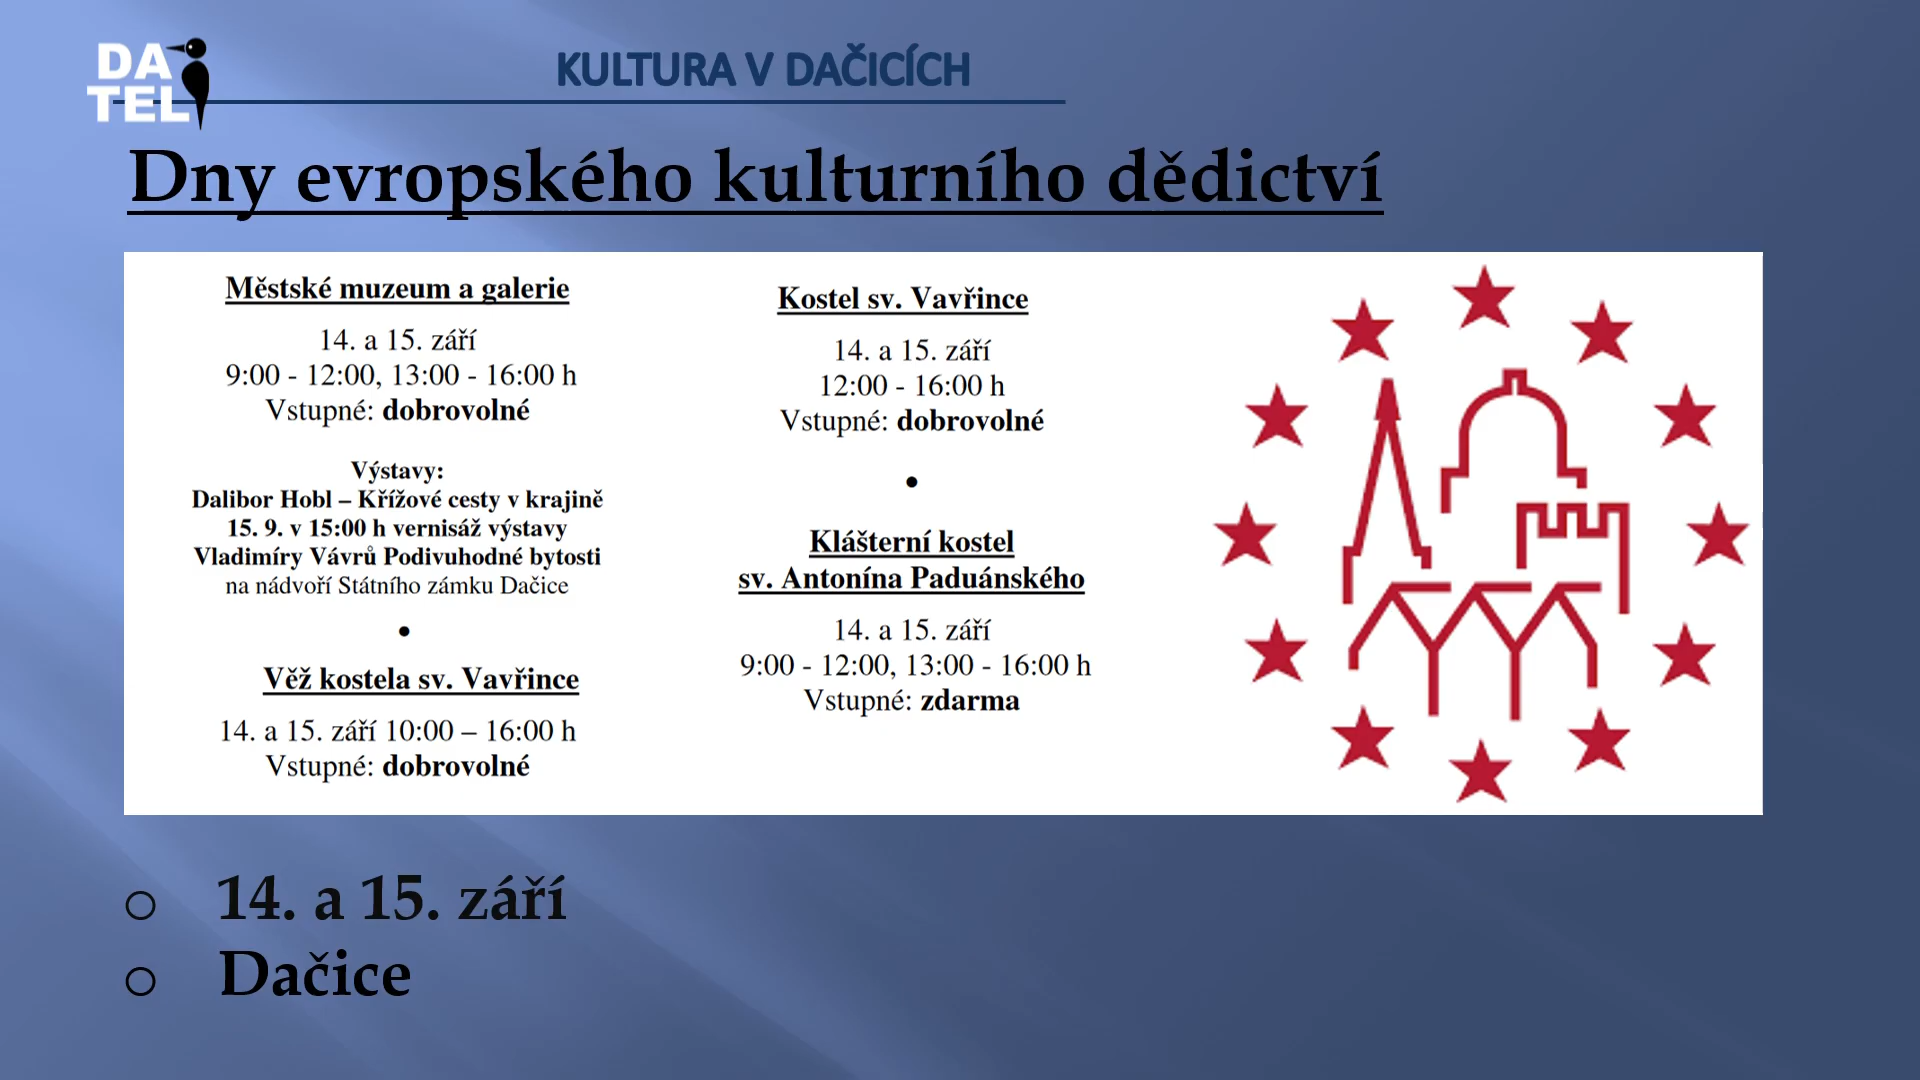 DA
TEL
KULTURA V DAČICÍCH
Dny evropského kulturního dědictví
Městské muzeum a galerie
14. a 15. září
9:00 - 12:00, 13:00 - 16:00 h
Vstupné: dobrovolné
Výstavy:
Dalibor Hobl – Křížové cesty v krajině
15. 9. v 15:00 h vernisáž výstavy
Vladimíry Vávrů Podivuhodné bytosti
na nádvoří Státního zámku Dačice
•
Věž kostela sv. Vavřince
14. a 15. září 10:00 – 16:00 h
Vstupné: dobrovolné
Kostel sv. Vavřince
14. a 15. září
12:00 - 16:00 h
Vstupné: dobrovolné
•
Klášterní kostel
sv. Antonína Paduánského
14. a 15. září
9:00 - 12:00, 13:00 - 16:00 h
Vstupné: zdarma
o 14. a 15. září
o Dačice